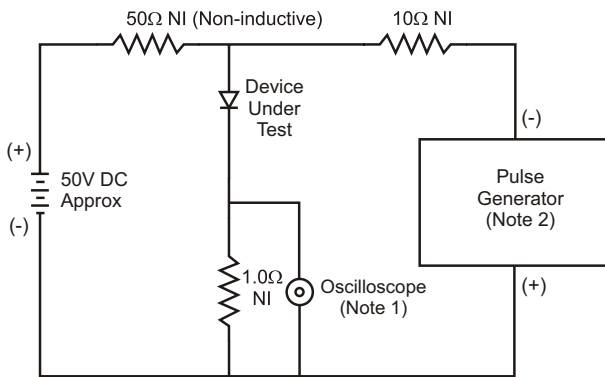 50Ω NI (Non-inductive)
10Ω NI
Device
Under
Test
(+)
50V DC
Approx
(-)
(-)
Pulse
Generator
(Note 2)
(+)
1.0Ω
NI
Oscilloscope
(Note 1)